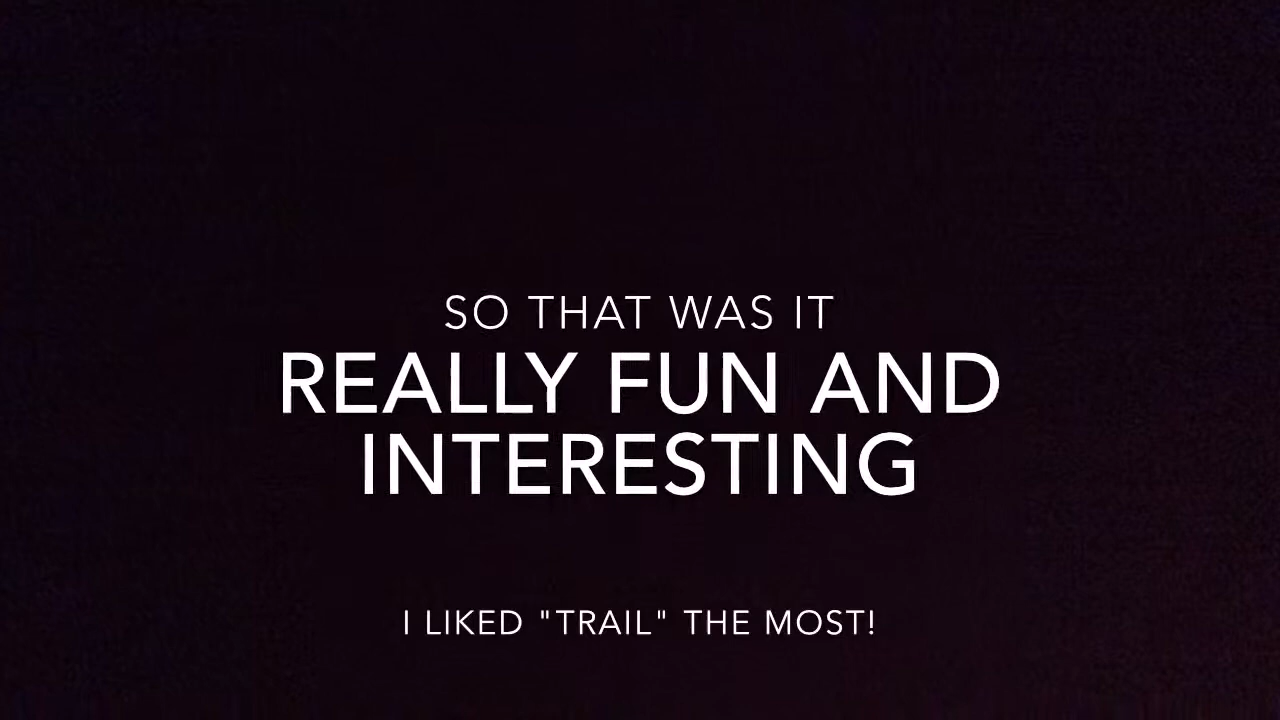 SO THAT WAS IT
REALLY FUN AND
INTERESTING
I LIKED "TRAIL" THE MOST!